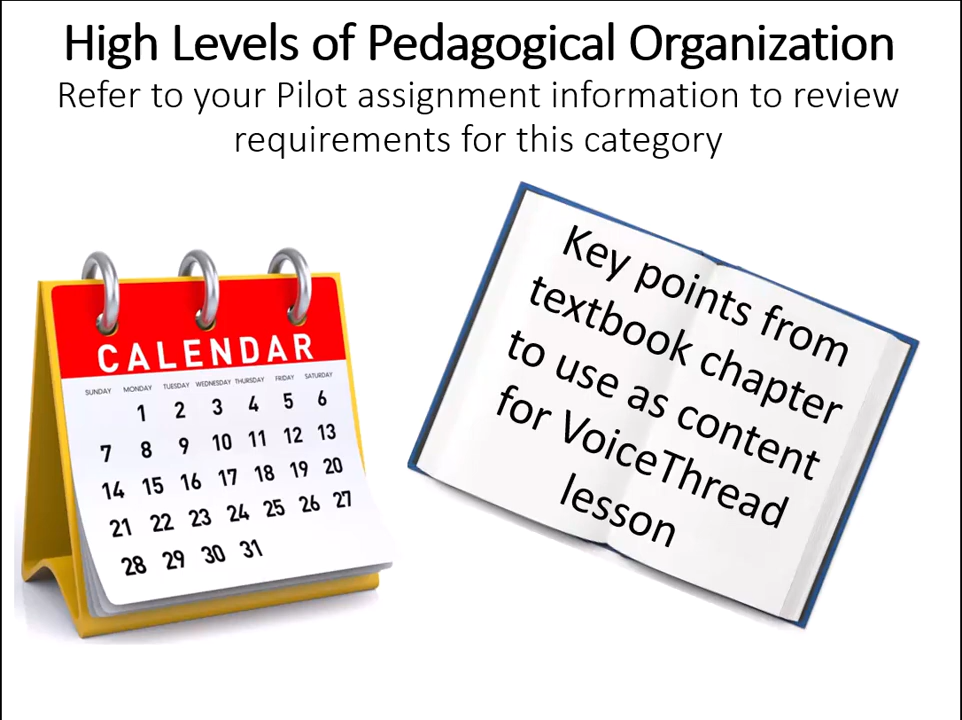 High Levels of Pedagogical Organization
Refer to your Pilot assignment information to review
requirements for this category
CALENDAR
SUNDAY MONDAY TUESDAY WEDNESDAY THURSDAY FRIDAY SATURDAY
1 2 3 4 5 6
7 8 9 10 11 12 13
14 15 16 17 18 19 20
21 22 23 24 25 26 27
28 29 30 31
Key points from
textbook chapter
to use as content
for VoiceThread
lesson